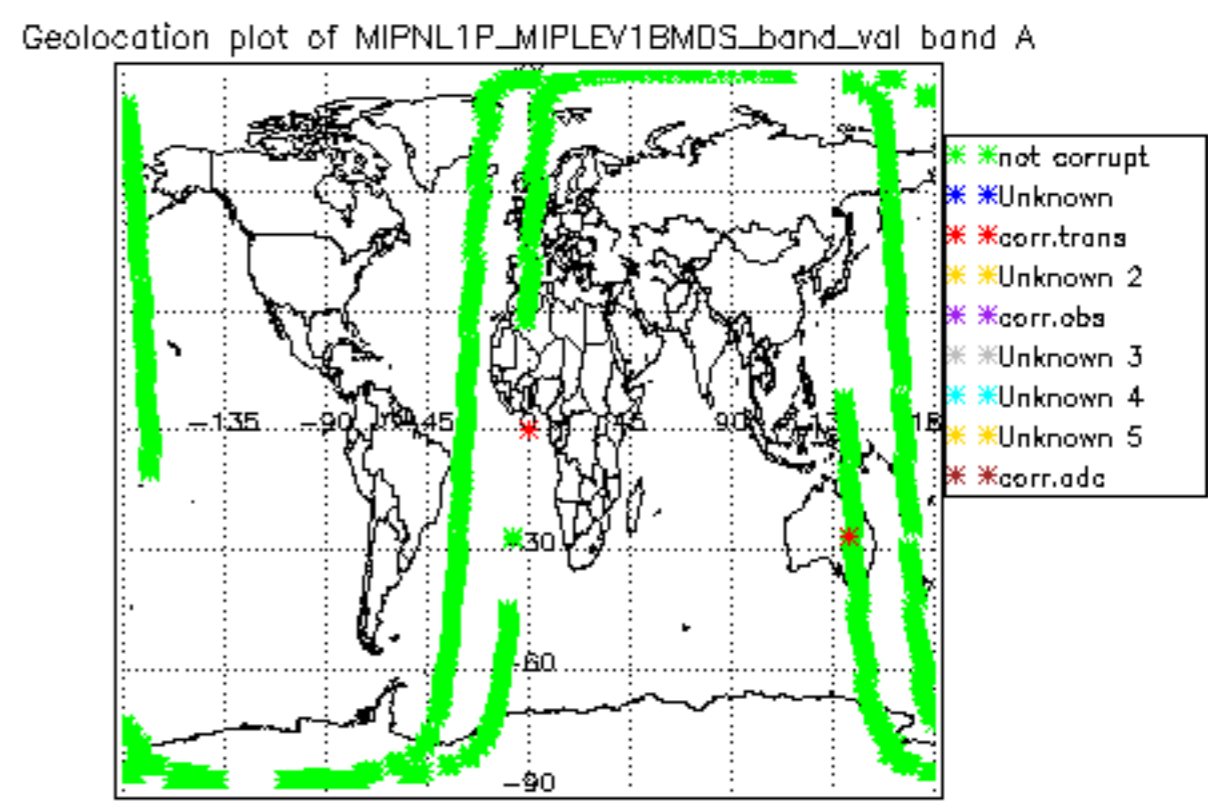 Geolocation plot of MIPNL1P_MIPLEV1BMDS_band_val band A
not corrupt
Unknown
corr.trans
Unknown 2
corr.obs
Unknown 3
Unknown 4
Unknown 5
corr.adc
-135 -90 -45 45 90
-30
-60
-90